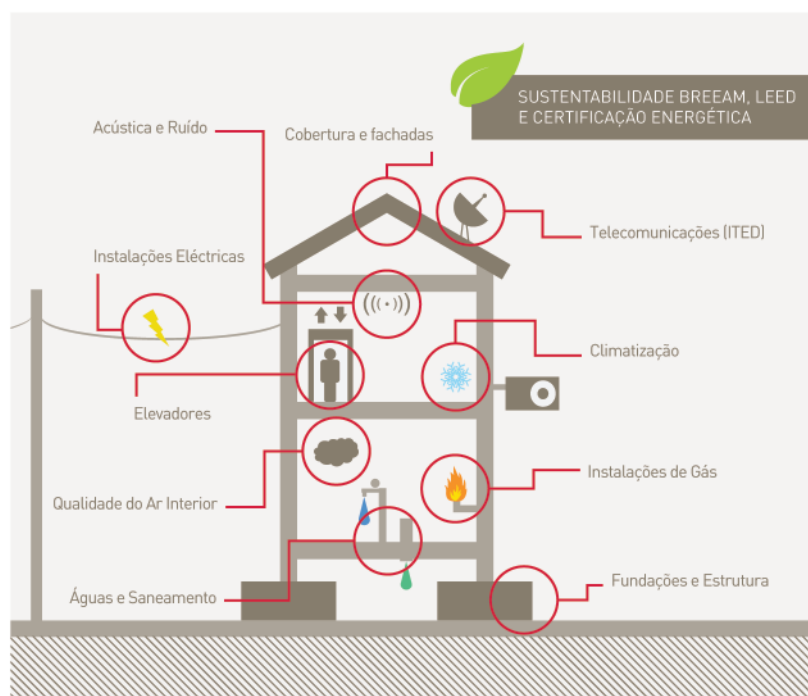 SUSTENTABILIDADE BREEAM, LEED
E CERTIFICAÇÃO ENERGÉTICA
Acústica e Ruído
Cobertura e fachadas
Telecomunicações (ITED)
Instalações Eléctricas
Climatização
Elevadores
Instalações de Gás
Qualidade do Ar Interior
Fundações e Estrutura
Águas e Saneamento